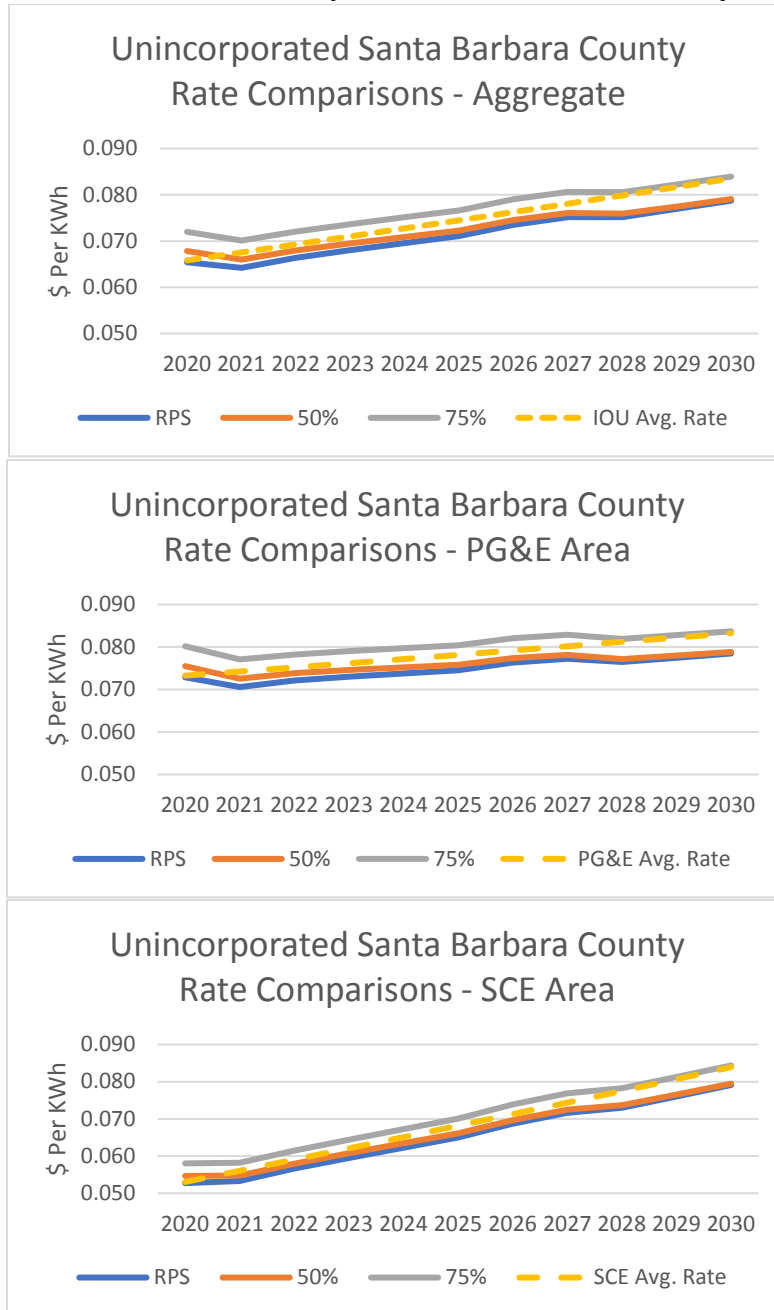 Unincorporated Santa Barbara County
Rate Comparisons - Aggregate
0.090
0.080
0.070
0.060
0.050
$ Per KWh
2020 2021 2022 2023 2024 2025 2026 2027 2028 2029 2030
RPS 50% 75% IOU Avg. Rate
Unincorporated Santa Barbara County
Rate Comparisons - PG&E Area
0.090
0.080
0.070
0.060
0.050
$ Per KWh
2020 2021 2022 2023 2024 2025 2026 2027 2028 2029 2030
RPS 50% 75% PG&E Avg. Rate
Unincorporated Santa Barbara County
Rate Comparisons - SCE Area
0.090
0.080
0.070
0.060
0.050
$ Per KWh
2020 2021 2022 2023 2024 2025 2026 2027 2028 2029 2030
RPS 50% 75% SCE Avg. Rate